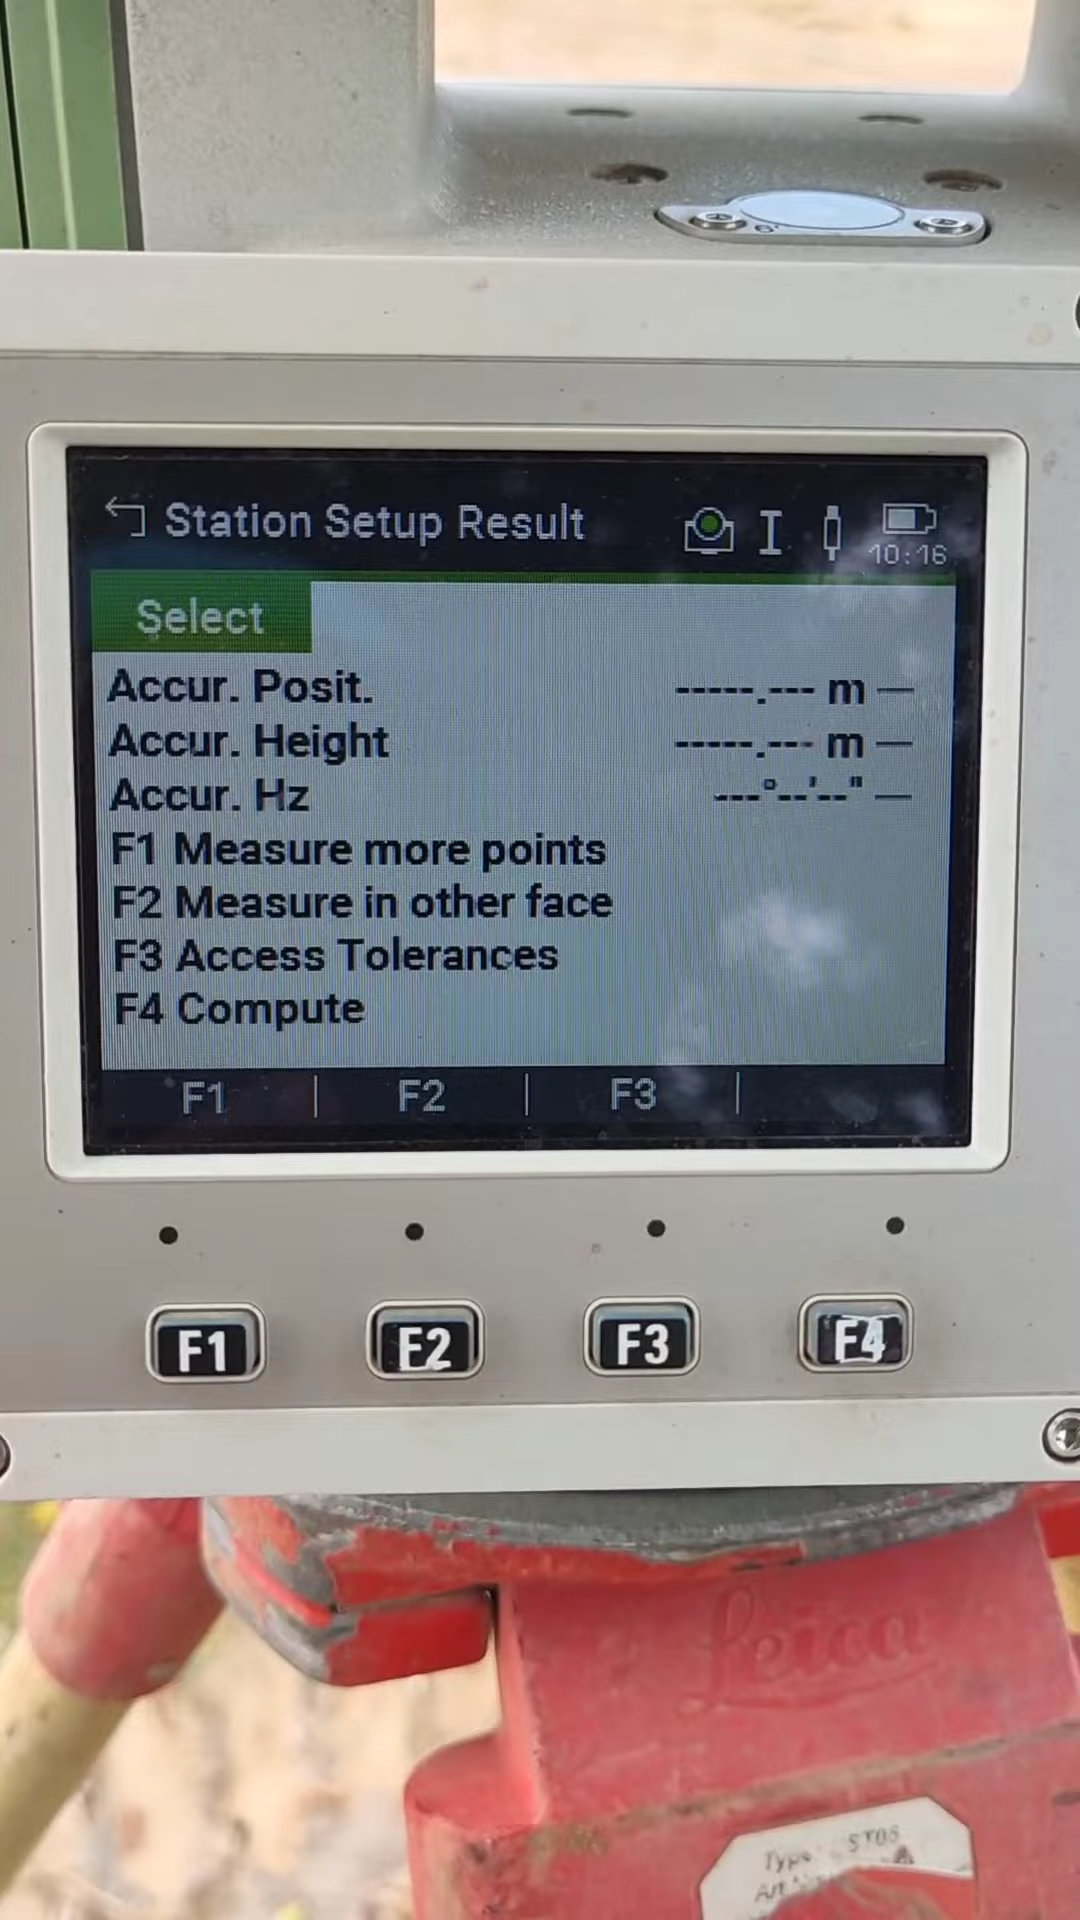 Station Setup Result
10:16
Select
Accur. Posit. -----.--- m —
Accur. Height -----.--- m —
Accur. Hz ---°--'--" —
F1 Measure more points
F2 Measure in other face
F3 Access Tolerances
F4 Compute
F1 | F2 | F3 |
F1 F2 F3 F4
Leica
Type